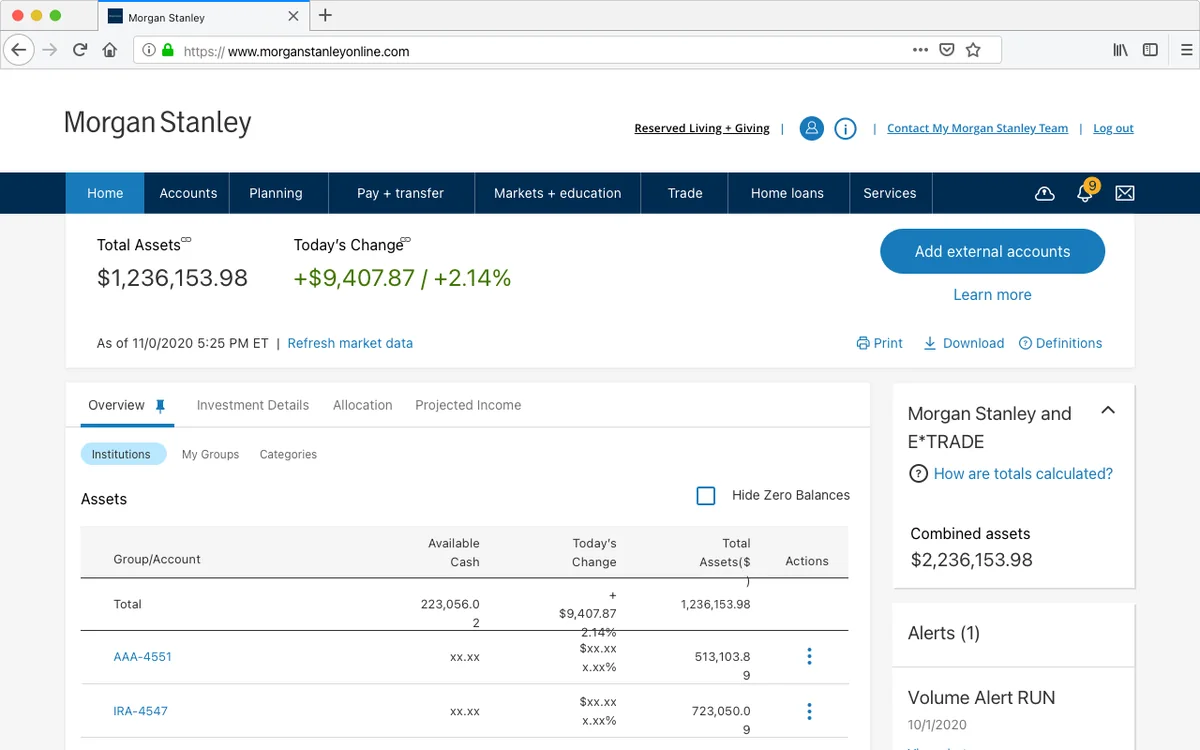 Morgan Stanley
https:// www.morganstanleyonline.com
Morgan Stanley
Reserved Living + Giving | | Contact My Morgan Stanley Team | Log out
Home Accounts Planning Pay + transfer Markets + education Trade Home loans Services 9
Total Assets Today's Change
$1,236,153.98 +$9,407.87 / +2.14%
Add external accounts
Learn more
As of 11/0/2020 5:25 PM ET | Refresh market data
Print Download Definitions
Overview Investment Details Allocation Projected Income
Institutions My Groups Categories
Assets
Hide Zero Balances
Group/Account
Available
Cash
Today's
Change
Total
Assets($
)
Actions
Total
223,056.0
2
+
$9,407.87
2.14%
1,236,153.98
AAA-4551
xx.xx
$xx.xx
x.xx%
513,103.8
9
IRA-4547
xx.xx
$xx.xx
x.xx%
723,050.0
9
Morgan Stanley and
E*TRADE
How are totals calculated?
Combined assets
$2,236,153.98
Alerts (1)
Volume Alert RUN
10/1/2020